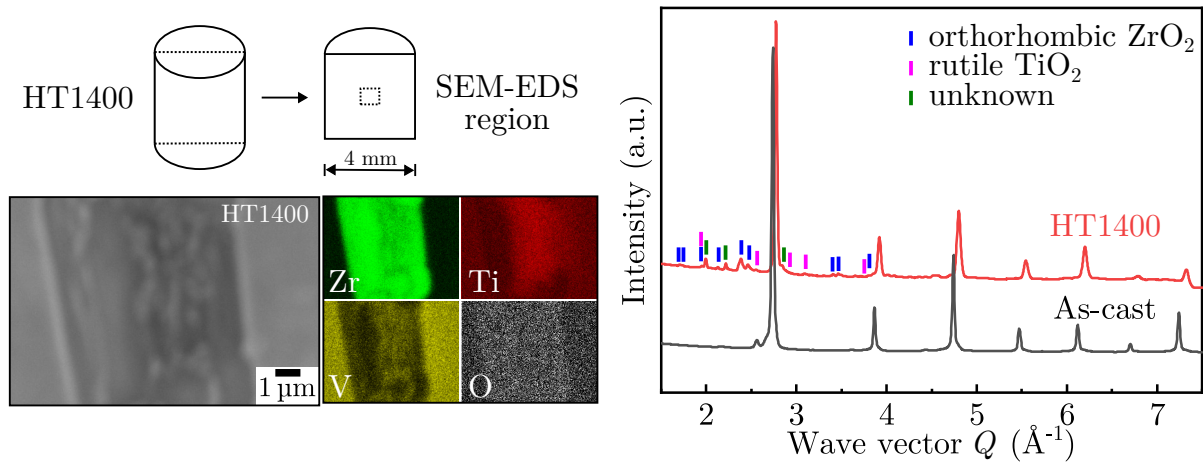 HT1400
SEM-EDS
region
4 mm
HT1400
1 μm
Zr
Ti
V
O
orthorhombic ZrO₂
rutile TiO₂
unknown
HT1400
As-cast
Intensity (a.u.)
2 3 4 5 6 7
Wave vector Q (Å⁻¹)